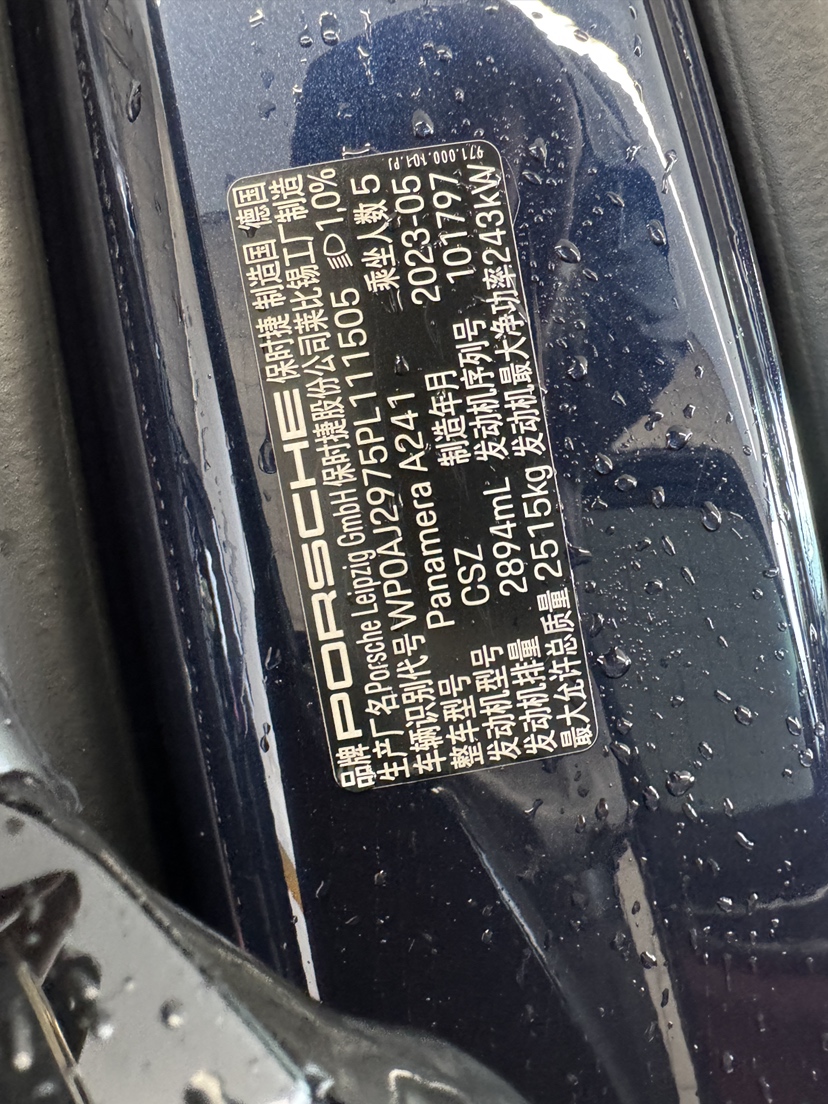 971.000.101.PJ
品牌 PORSCHE 保时捷 制造国 德国
生产厂名Porsche Leipzig GmbH 保时捷股份公司莱比锡工厂制造
车辆识别代号 WP0AJ2975PL111505 10%
整车型号 Panamera A241 乘坐人数 5
发动机型号 CSZ 制造年月 2023-05
发动机排量 2894mL 发动机序列号 101797
最大允许总质量 2515kg 发动机最大净功率243kW